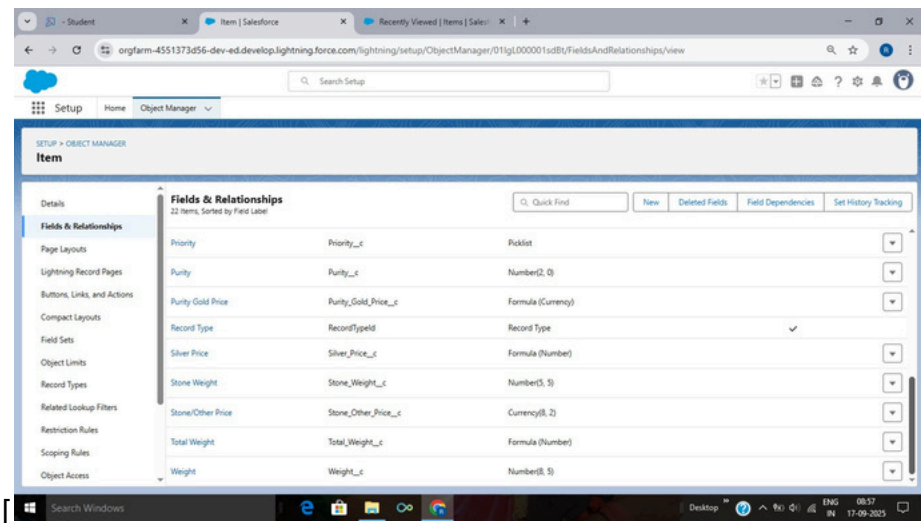 - Student
Item | Salesforce
Recently Viewed | Items | Sales
orgfarm-4551373d56-dev-ed.develop.lightning.force.com/lightning/setup/ObjectManager/01IgL000001sdBt/FieldsAndRelationships/view
Search Setup
Setup Home Object Manager
SETUP > OBJECT MANAGER
Item
Details
Fields & Relationships
Page Layouts
Lightning Record Pages
Buttons, Links, and Actions
Compact Layouts
Field Sets
Object Limits
Record Types
Related Lookup Filters
Restriction Rules
Scoping Rules
Object Access
Fields & Relationships
22 Items, Sorted by Field Label
Quick Find New Deleted Fields Field Dependencies Set History Tracking
Priority Priority__c Picklist
Purity Purity__c Number(2, 0)
Purity Gold Price Purity_Gold_Price__c Formula (Currency)
Record Type RecordTypeId Record Type
Silver Price Silver_Price__c Formula (Number)
Stone Weight Stone_Weight__c Number(5, 5)
Stone/Other Price Stone_Other_Price__c Currency(8, 2)
Total Weight Total_Weight__c Formula (Number)
Weight Weight__c Number(8, 5)
[
Search Windows
Desktop ENG 08:57
IN 17-09-2025